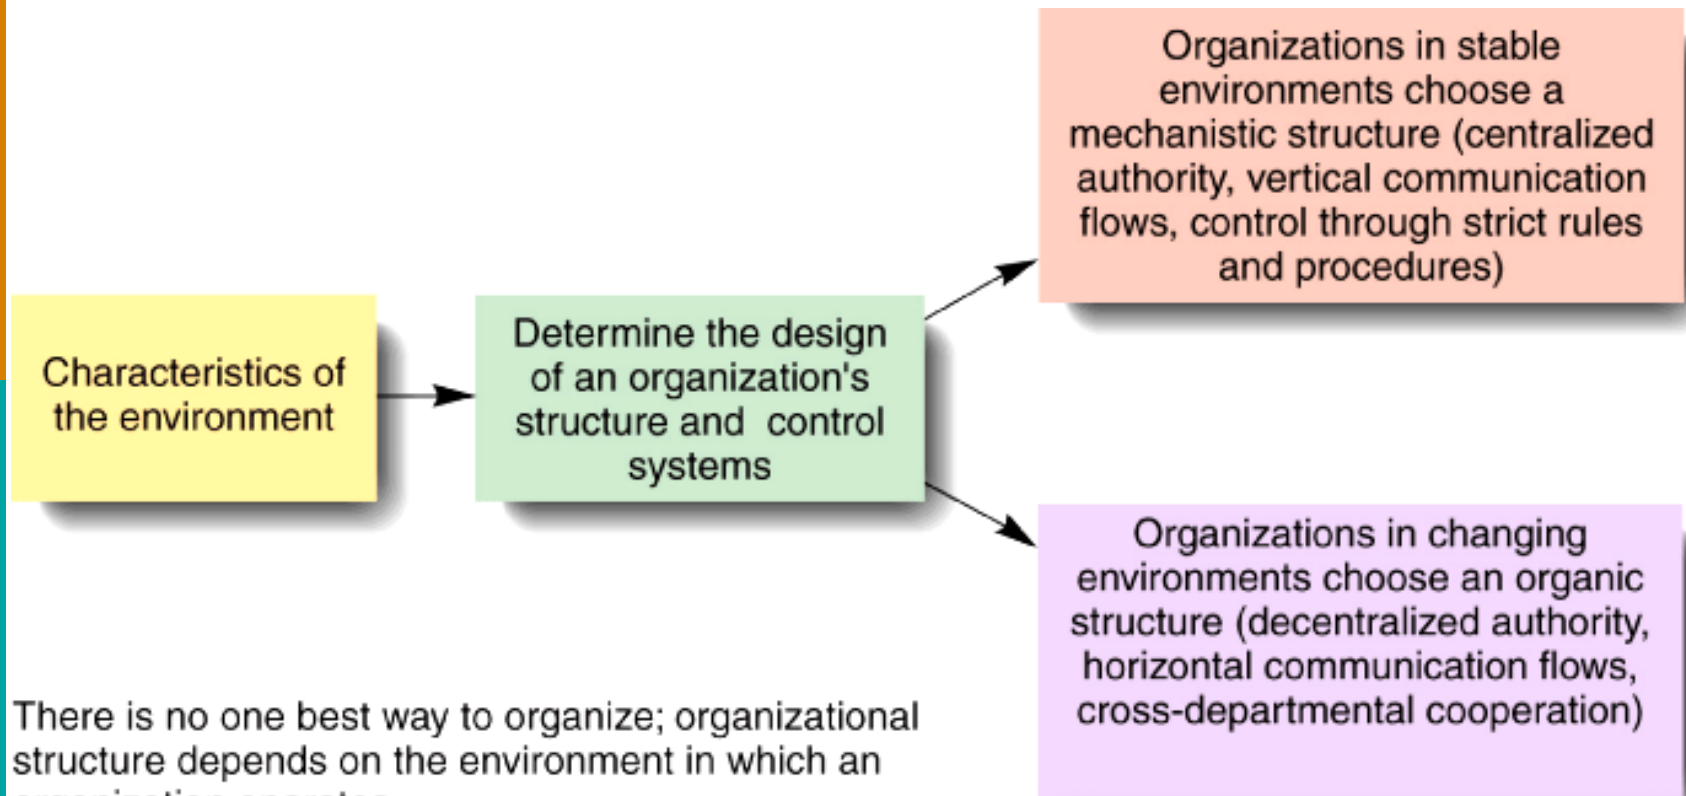 Organizations in stable
environments choose a
mechanistic structure (centralized
authority, vertical communication
flows, control through strict rules
and procedures)
Characteristics of
the environment
Determine the design
of an organization's
structure and control
systems
Organizations in changing
environments choose an organic
structure (decentralized authority,
horizontal communication flows,
cross-departmental cooperation)
There is no one best way to organize; organizational
structure depends on the environment in which an